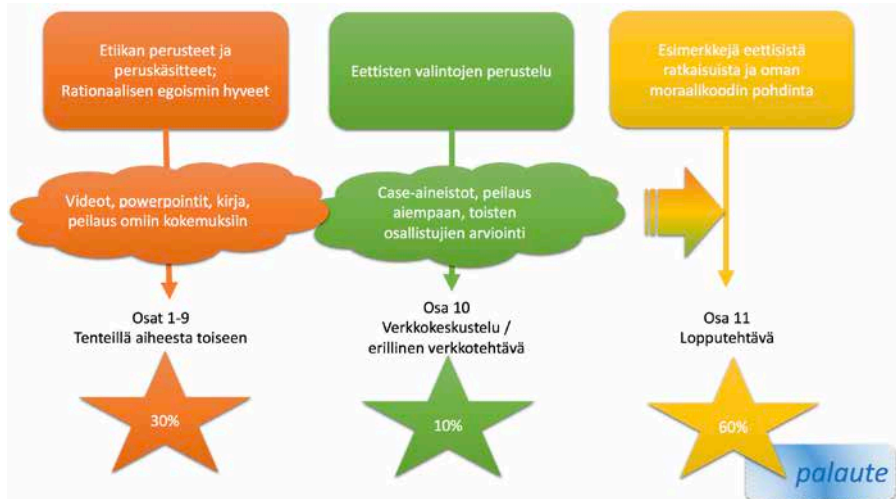 Etiikan perusteet ja
peruskäsitteet;
Rationaalisen egoismin hyveet
Videot, powerpointit, kirja,
peilaus omiin kokemuksiin
Osat 1-9
Tenteillä aiheesta toiseen
30%
Eettisten valintojen perustelu
Case-aineistot, peilaus
aiempaan, toisten
osallistujien arviointi
Osa 10
Verkkokeskustelu /
erillinen verkkotehtävä
10%
Esimerkkejä eettisistä
ratkaisuista ja oman
moraalikoodin pohdinta
Osa 11
Lopputehtävä
60%
palaute